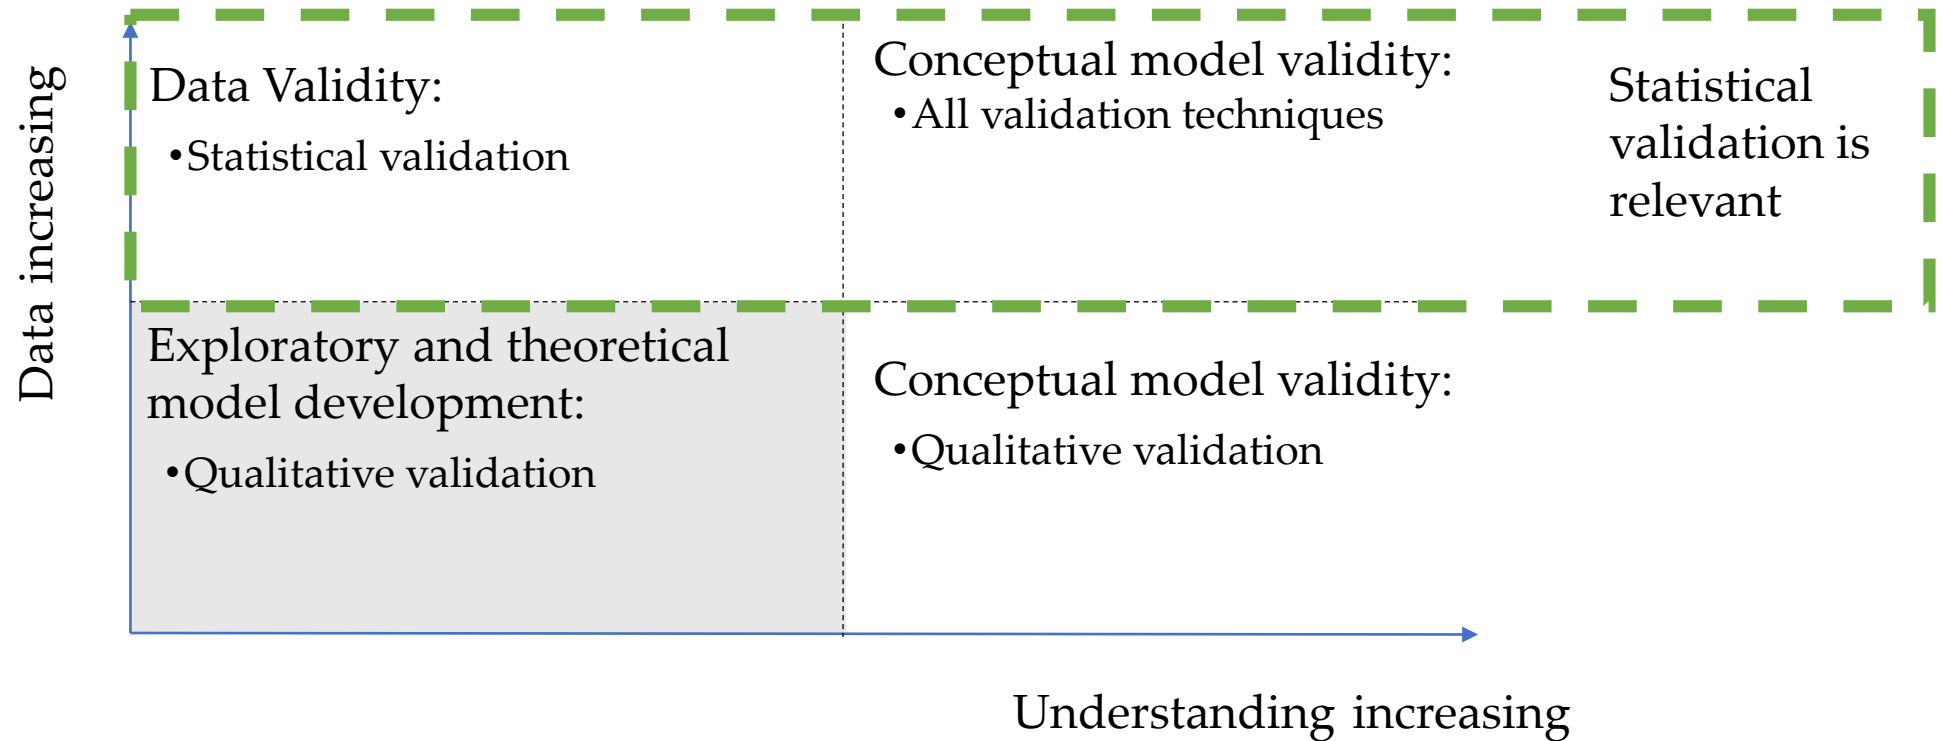 Data increasing
Data Validity:
•Statistical validation
Conceptual model validity:
•All validation techniques
Statistical
validation is
relevant
Exploratory and theoretical
model development:
•Qualitative validation
Conceptual model validity:
•Qualitative validation
Understanding increasing